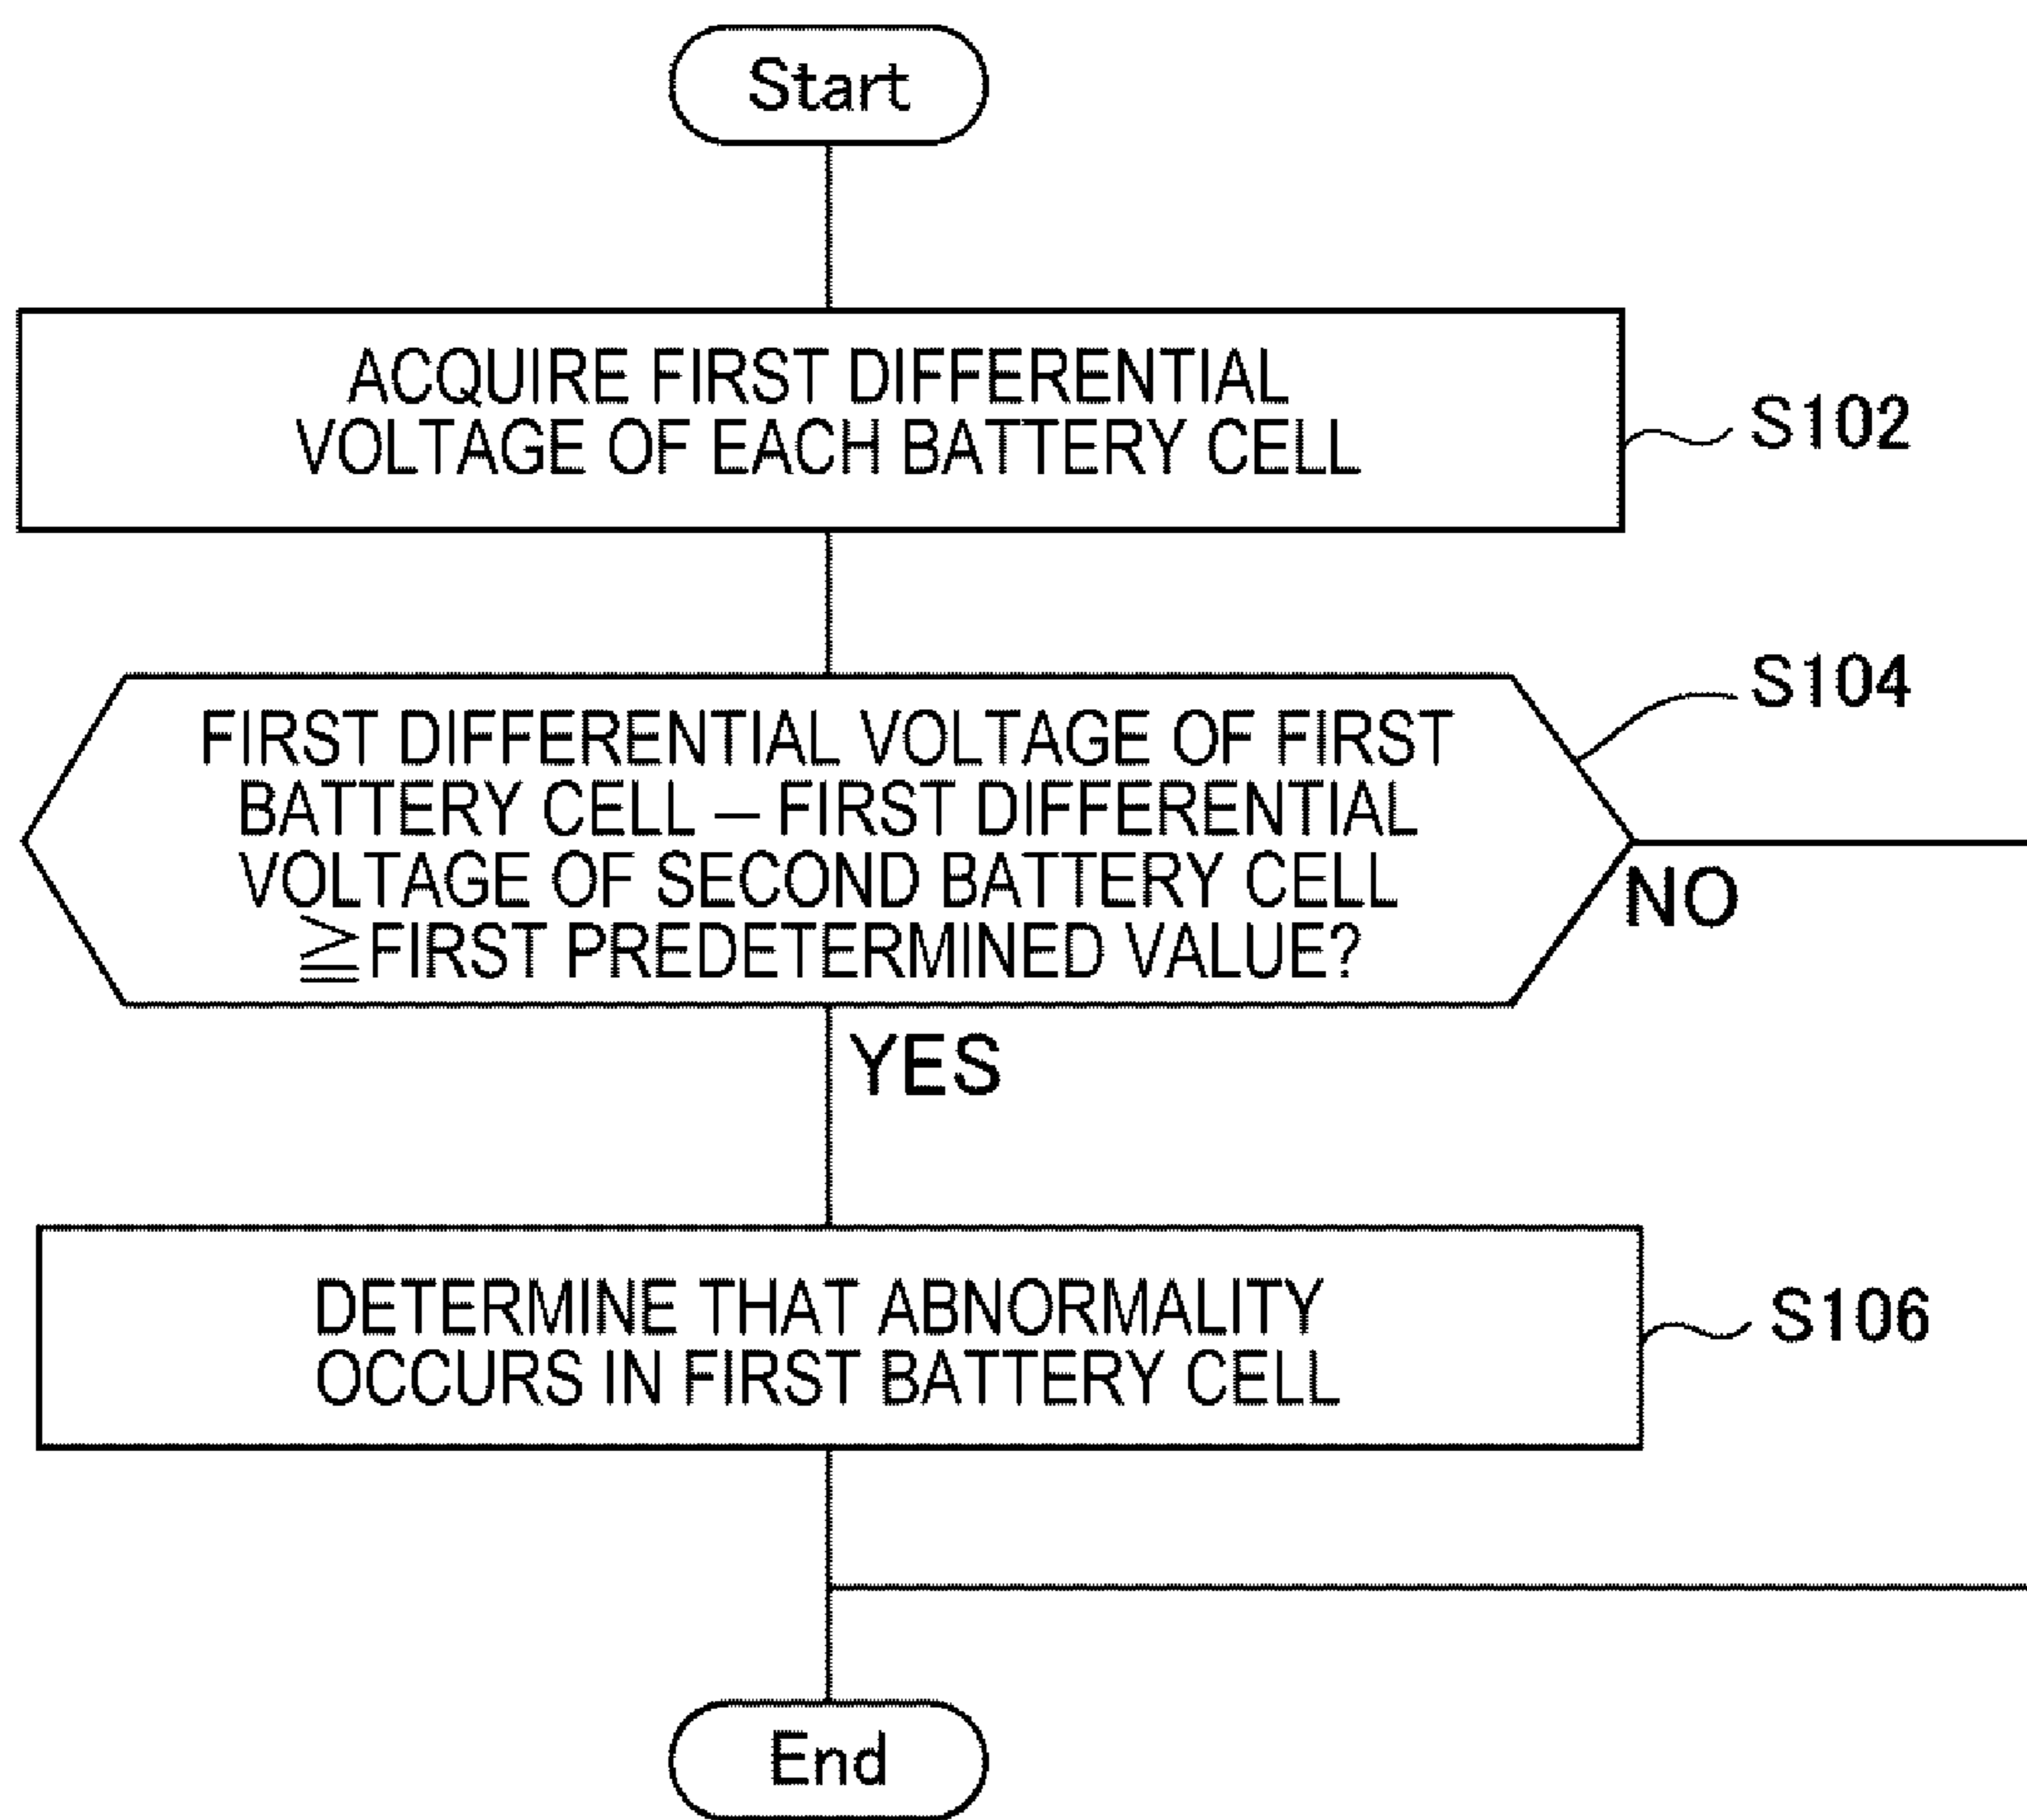 Start
ACQUIRE FIRST DIFFERENTIAL
VOLTAGE OF EACH BATTERY CELL
S102
S104
FIRST DIFFERENTIAL VOLTAGE OF FIRST
BATTERY CELL – FIRST DIFFERENTIAL
VOLTAGE OF SECOND BATTERY CELL
≧FIRST PREDETERMINED VALUE?
NO
YES
DETERMINE THAT ABNORMALITY
OCCURS IN FIRST BATTERY CELL
S106
End